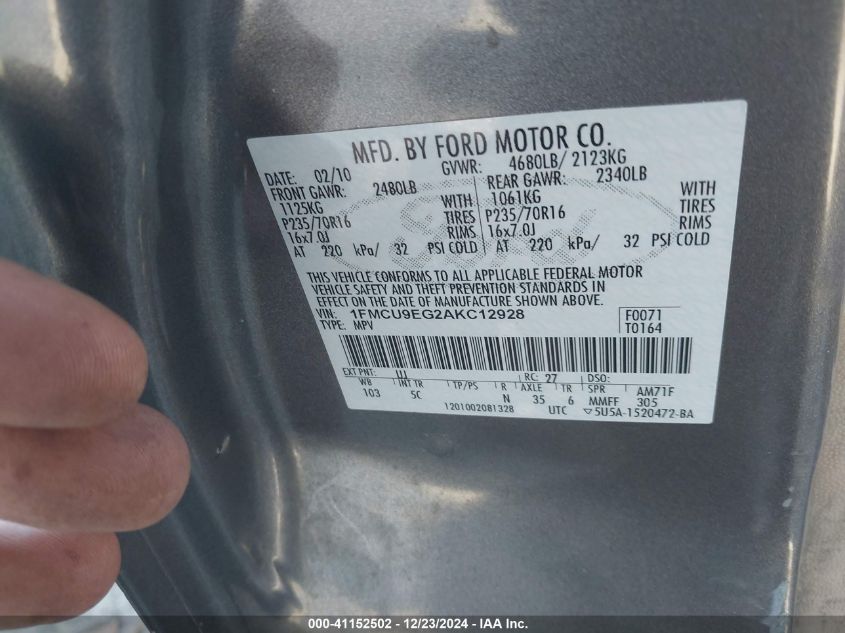 MFD. BY FORD MOTOR CO.
DATE: 02/10 GVWR: 4680LB/ 2123KG
FRONT GAWR: 2480LB REAR GAWR: 2340LB
1125KG WITH 1061KG WITH
P235/70R16 TIRES P235/70R16 TIRES
16x7.0J RIMS 16x7.0J RIMS
AT 220 kPa/ 32 PSI COLD AT 220 kPa/ 32 PSI COLD
Ford
THIS VEHICLE CONFORMS TO ALL APPLICABLE FEDERAL MOTOR
VEHICLE SAFETY AND THEFT PREVENTION STANDARDS IN
EFFECT ON THE DATE OF MANUFACTURE SHOWN ABOVE.
VIN: 1FMCU9EG2AKC12928 F0071
TYPE: MPV T0164
EXT PNT: UJ RC: 27 DSO:
WB INT TR TP/PS R AXLE TR SPR AM71F
103 5C N 35 6 MMFF 305
1201002081328 UTC ▽5U5A-1520472-BA
000-41152502 - 12/23/2024 - IAA Inc.